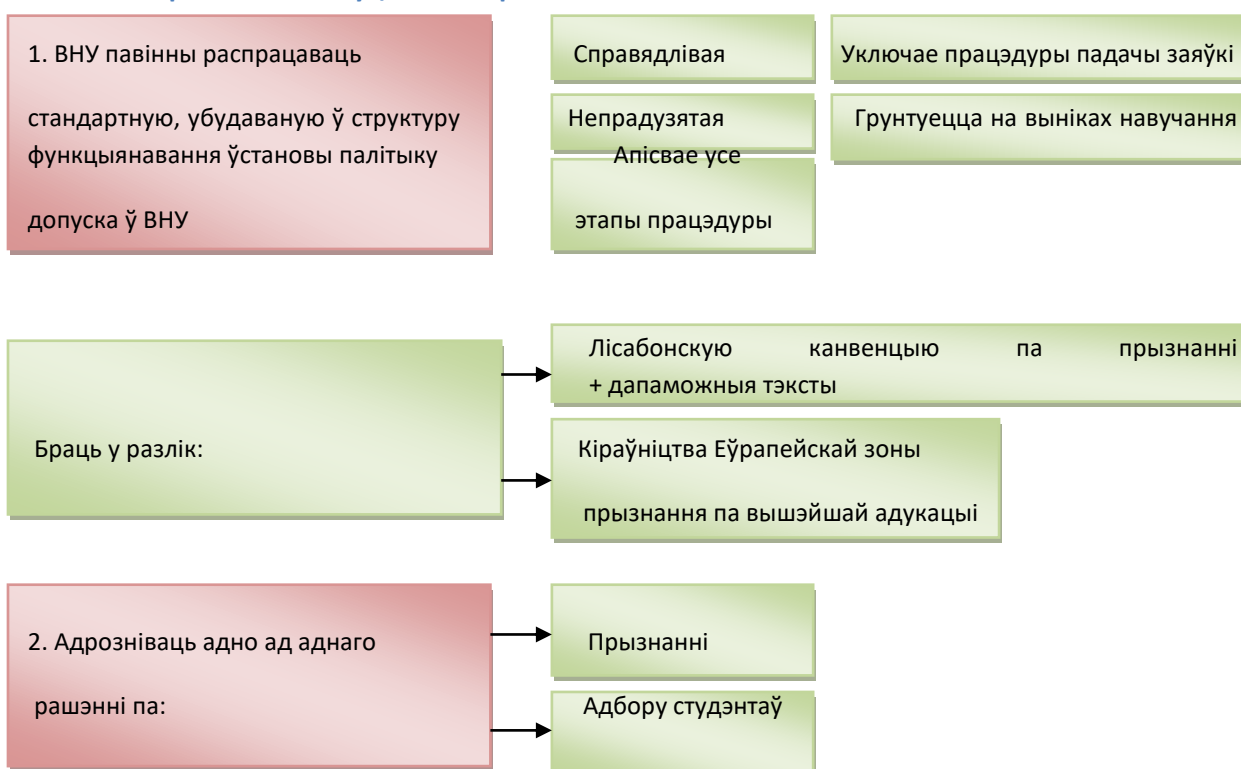 1. ВНУ павінны распрацаваць
стандартную, убудаваную ў структуру
функцыянавання ўстановы палітыку
допуска ў ВНУ
Справядлівая
Уключае працэдуры падачы заяўкі
Непрадузятая
Грунтуецца на выніках навучання
Апісвае усе
этапы працэдуры
Браць у разлік:
Лісабонскую канвенцыю па прызнанні
+ дапаможныя тэксты
Кіраўніцтва Еўрапейскай зоны
прызнання па вышэйшай адукацыі
2. Адрозніваць адно ад аднаго
рашэнні па:
Прызнанні
Адбору студэнтаў